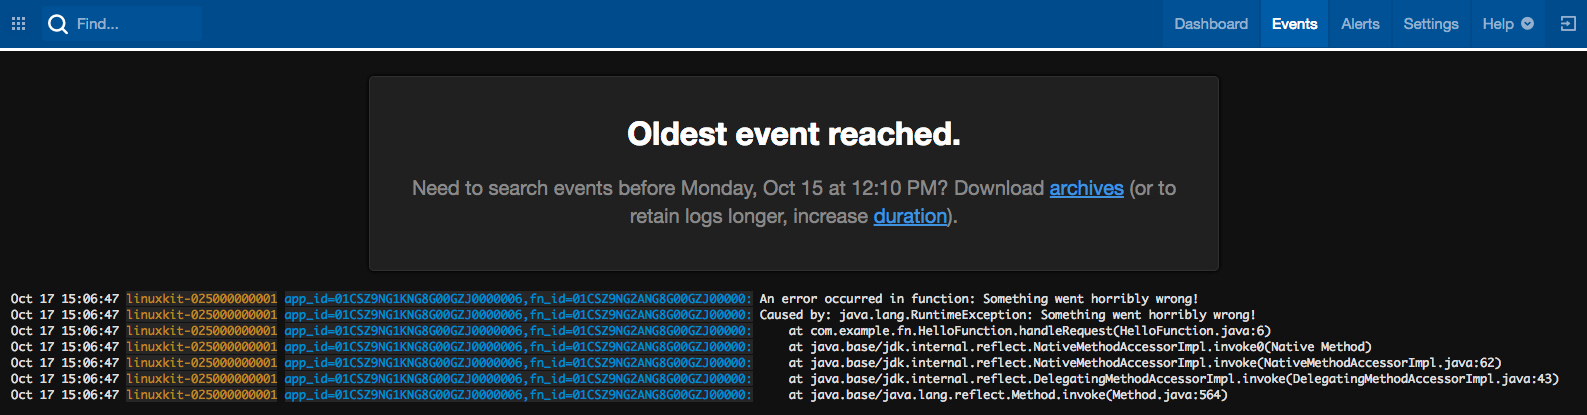 Find...
Dashboard Events Alerts Settings Help
Oldest event reached.
Need to search events before Monday, Oct 15 at 12:10 PM? Download archives (or to
retain logs longer, increase duration).
Oct 17 15:06:47 linuxkit-025000000001 app_id=01CSZ9NG1KNG8G00GZJ0000006,fn_id=01CSZ9NG2ANG8G00GZJ00000: An error occurred in function: Something went horribly wrong!
Oct 17 15:06:47 linuxkit-025000000001 app_id=01CSZ9NG1KNG8G00GZJ0000006,fn_id=01CSZ9NG2ANG8G00GZJ00000: Caused by: java.lang.RuntimeException: Something went horribly wrong!
Oct 17 15:06:47 linuxkit-025000000001 app_id=01CSZ9NG1KNG8G00GZJ0000006,fn_id=01CSZ9NG2ANG8G00GZJ00000: at com.example.fn.HelloFunction.handleRequest(HelloFunction.java:6)
Oct 17 15:06:47 linuxkit-025000000001 app_id=01CSZ9NG1KNG8G00GZJ0000006,fn_id=01CSZ9NG2ANG8G00GZJ00000: at java.base/jdk.internal.reflect.NativeMethodAccessorImpl.invoke0(Native Method)
Oct 17 15:06:47 linuxkit-025000000001 app_id=01CSZ9NG1KNG8G00GZJ0000006,fn_id=01CSZ9NG2ANG8G00GZJ00000: at java.base/jdk.internal.reflect.NativeMethodAccessorImpl.invoke(NativeMethodAccessorImpl.java:62)
Oct 17 15:06:47 linuxkit-025000000001 app_id=01CSZ9NG1KNG8G00GZJ0000006,fn_id=01CSZ9NG2ANG8G00GZJ00000: at java.base/jdk.internal.reflect.DelegatingMethodAccessorImpl.invoke(DelegatingMethodAccessorImpl.java:43)
Oct 17 15:06:47 linuxkit-025000000001 app_id=01CSZ9NG1KNG8G00GZJ0000006,fn_id=01CSZ9NG2ANG8G00GZJ00000: at java.base/java.lang.reflect.Method.invoke(Method.java:564)